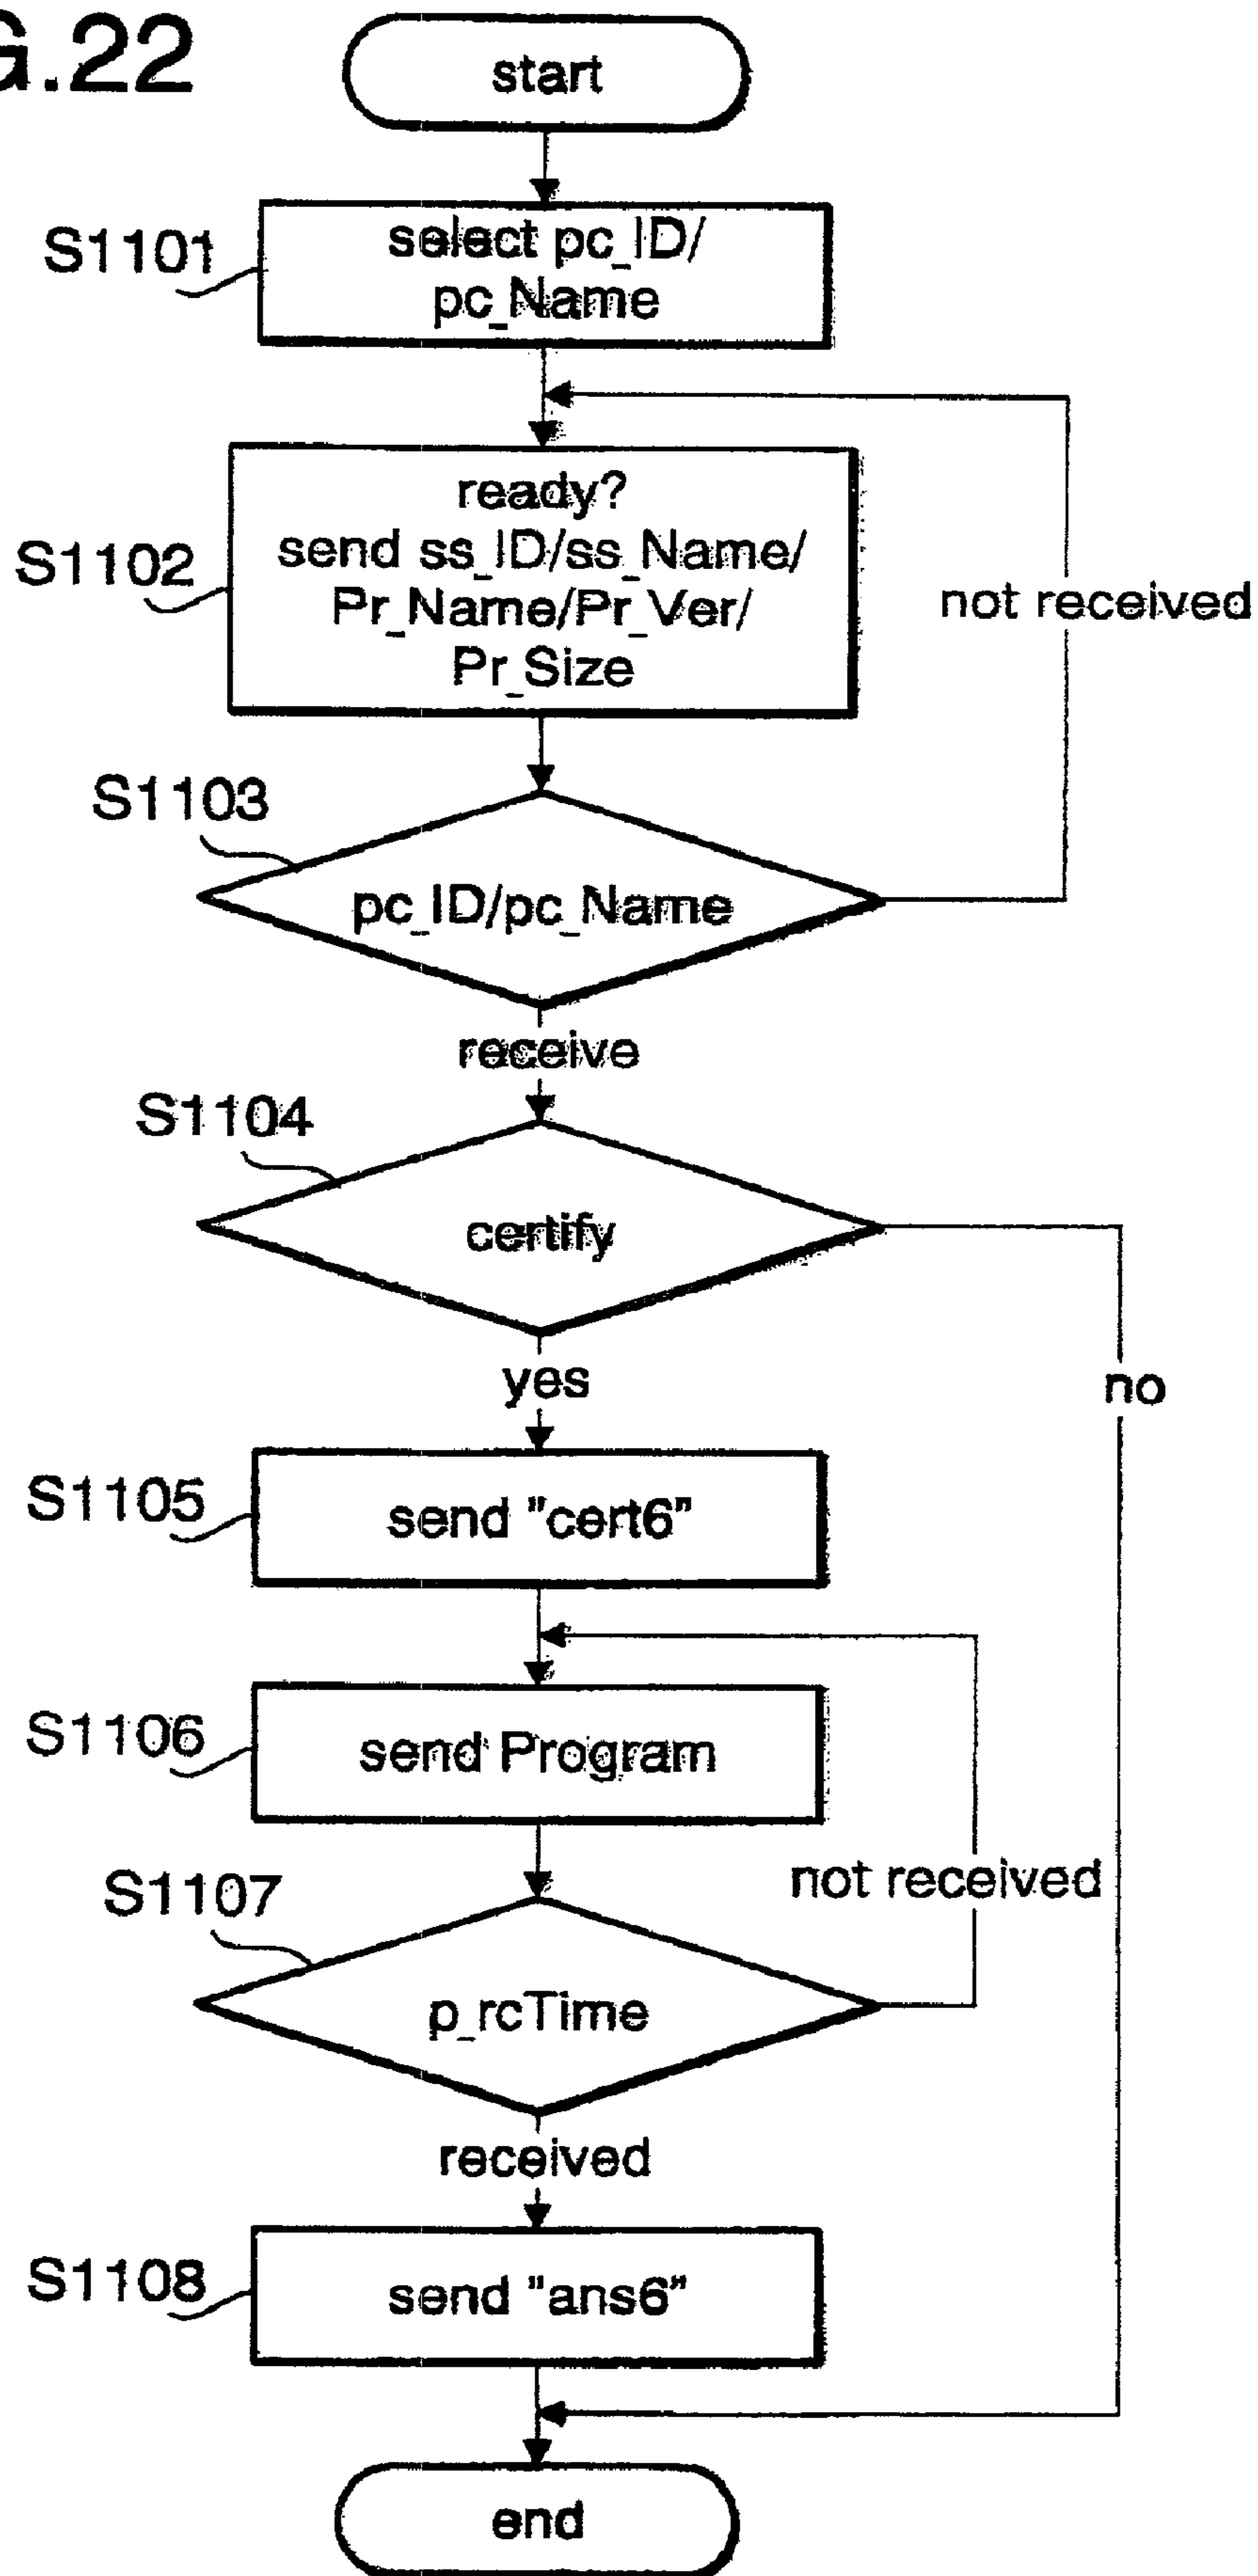 G.22
start
S1101
select pc_ID/
pc_Name
ready?
S1102
send ss_ID/ss_Name/
Pr_Name/Pr_Ver/
Pr_Size
not received
S1103
pc_ID/pc_Name
receive
S1104
certify
yes
no
S1105
send "cert6"
S1106
send Program
not received
S1107
p_rcTime
received
S1108
send "ans6"
end